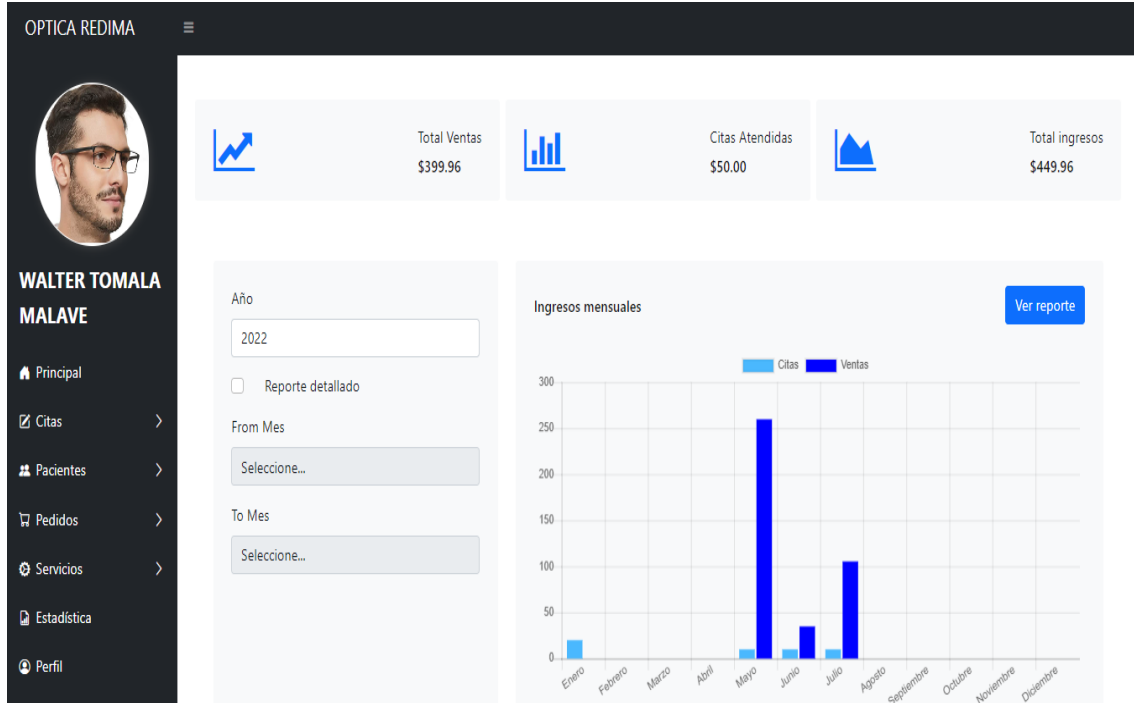 OPTICA REDIMA
WALTER TOMALA
MALAVE
Principal
Citas
Pacientes
Pedidos
Servicios
Estadística
Perfil
Total Ventas
$399.96
Citas Atendidas
$50.00
Total ingresos
$449.96
Año
2022
Reporte detallado
From Mes
Seleccione...
To Mes
Seleccione...
Ingresos mensuales
Ver reporte
Citas
Ventas
300
250
200
150
100
50
0
Enero
Febrero
Marzo
Abril
Mayo
Junio
Julio
Agosto
Septiembre
Octubre
Noviembre
Diciembre